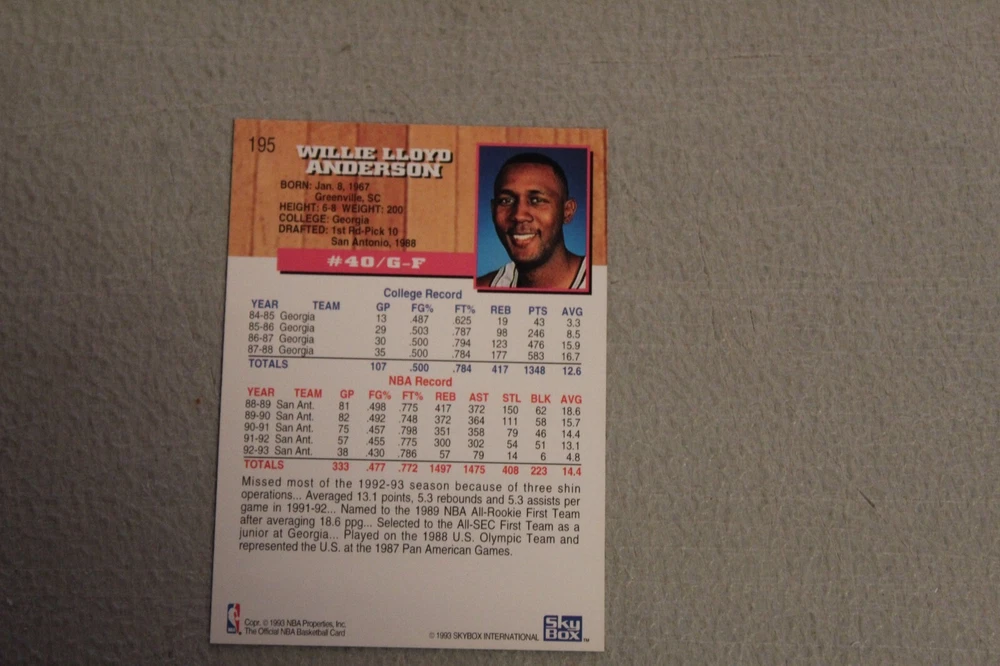 195
WILLIE LLOYD
ANDERSON
BORN: Jan. 8, 1967
Greenville, SC
HEIGHT: 6-8 WEIGHT: 200
COLLEGE: Georgia
DRAFTED: 1st Rd-Pick 10
San Antonio, 1988
#40/G-F
College Record
YEAR TEAM GP FG% FT% REB PTS AVG
84-85 Georgia 13 .487 .625 19 43 3.3
85-86 Georgia 29 .503 .787 98 246 8.5
86-87 Georgia 30 .500 .794 123 476 15.9
87-88 Georgia 35 .500 .784 177 583 16.7
TOTALS 107 .500 .784 417 1348 12.6
NBA Record
YEAR TEAM GP FG% FT% REB AST STL BLK AVG
88-89 San Ant. 81 .498 .775 417 372 150 62 18.6
89-90 San Ant. 82 .492 .748 372 364 111 58 15.7
90-91 San Ant. 75 .457 .798 351 358 79 46 14.4
91-92 San Ant. 57 .455 .775 300 302 54 51 13.1
92-93 San Ant. 38 .430 .786 57 79 14 6 4.8
TOTALS 333 .477 .772 1497 1475 408 223 14.4
Missed most of the 1992-93 season because of three shin
operations... Averaged 13.1 points, 5.3 rebounds and 5.3 assists per
game in 1991-92... Named to the 1989 NBA All-Rookie First Team
after averaging 18.6 ppg... Selected to the All-SEC First Team as a
junior at Georgia... Played on the 1988 U.S. Olympic Team and
represented the U.S. at the 1987 Pan American Games.
Copr. © 1993 NBA Properties, Inc.
The Official NBA Basketball Card
© 1993 SKYBOX INTERNATIONAL
Sky
Box™